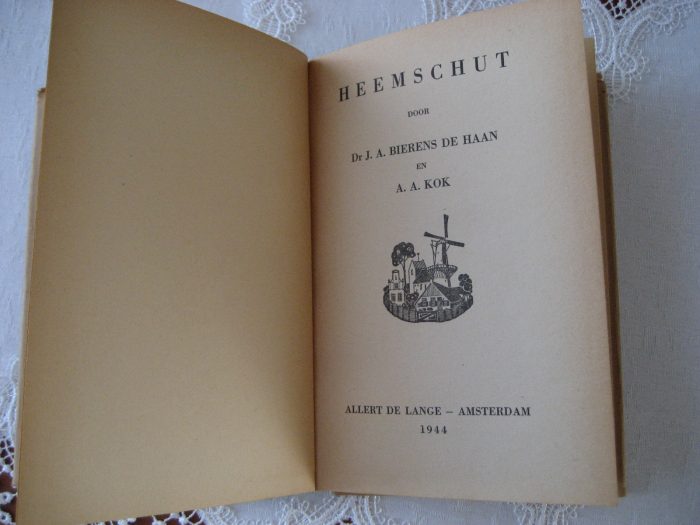 HEEMSCHUT
DOOR
Dr J. A. BIERENS DE HAAN
EN
A. A. KOK
ALLERT DE LANGE – AMSTERDAM
1944